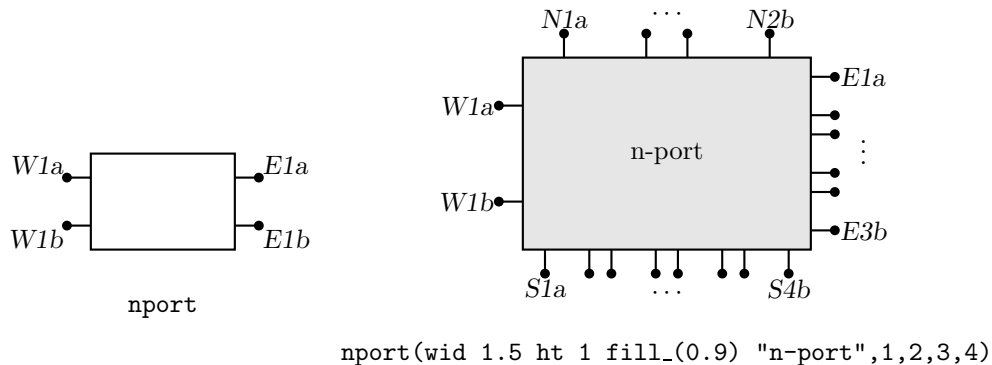 W1a
W1b
E1a
E1b
nport
N1a
···
N2b
W1a
W1b
n-port
E1a
⋮
E3b
S1a
···
S4b
nport(wid 1.5 ht 1 fill_(0.9) "n-port",1,2,3,4)